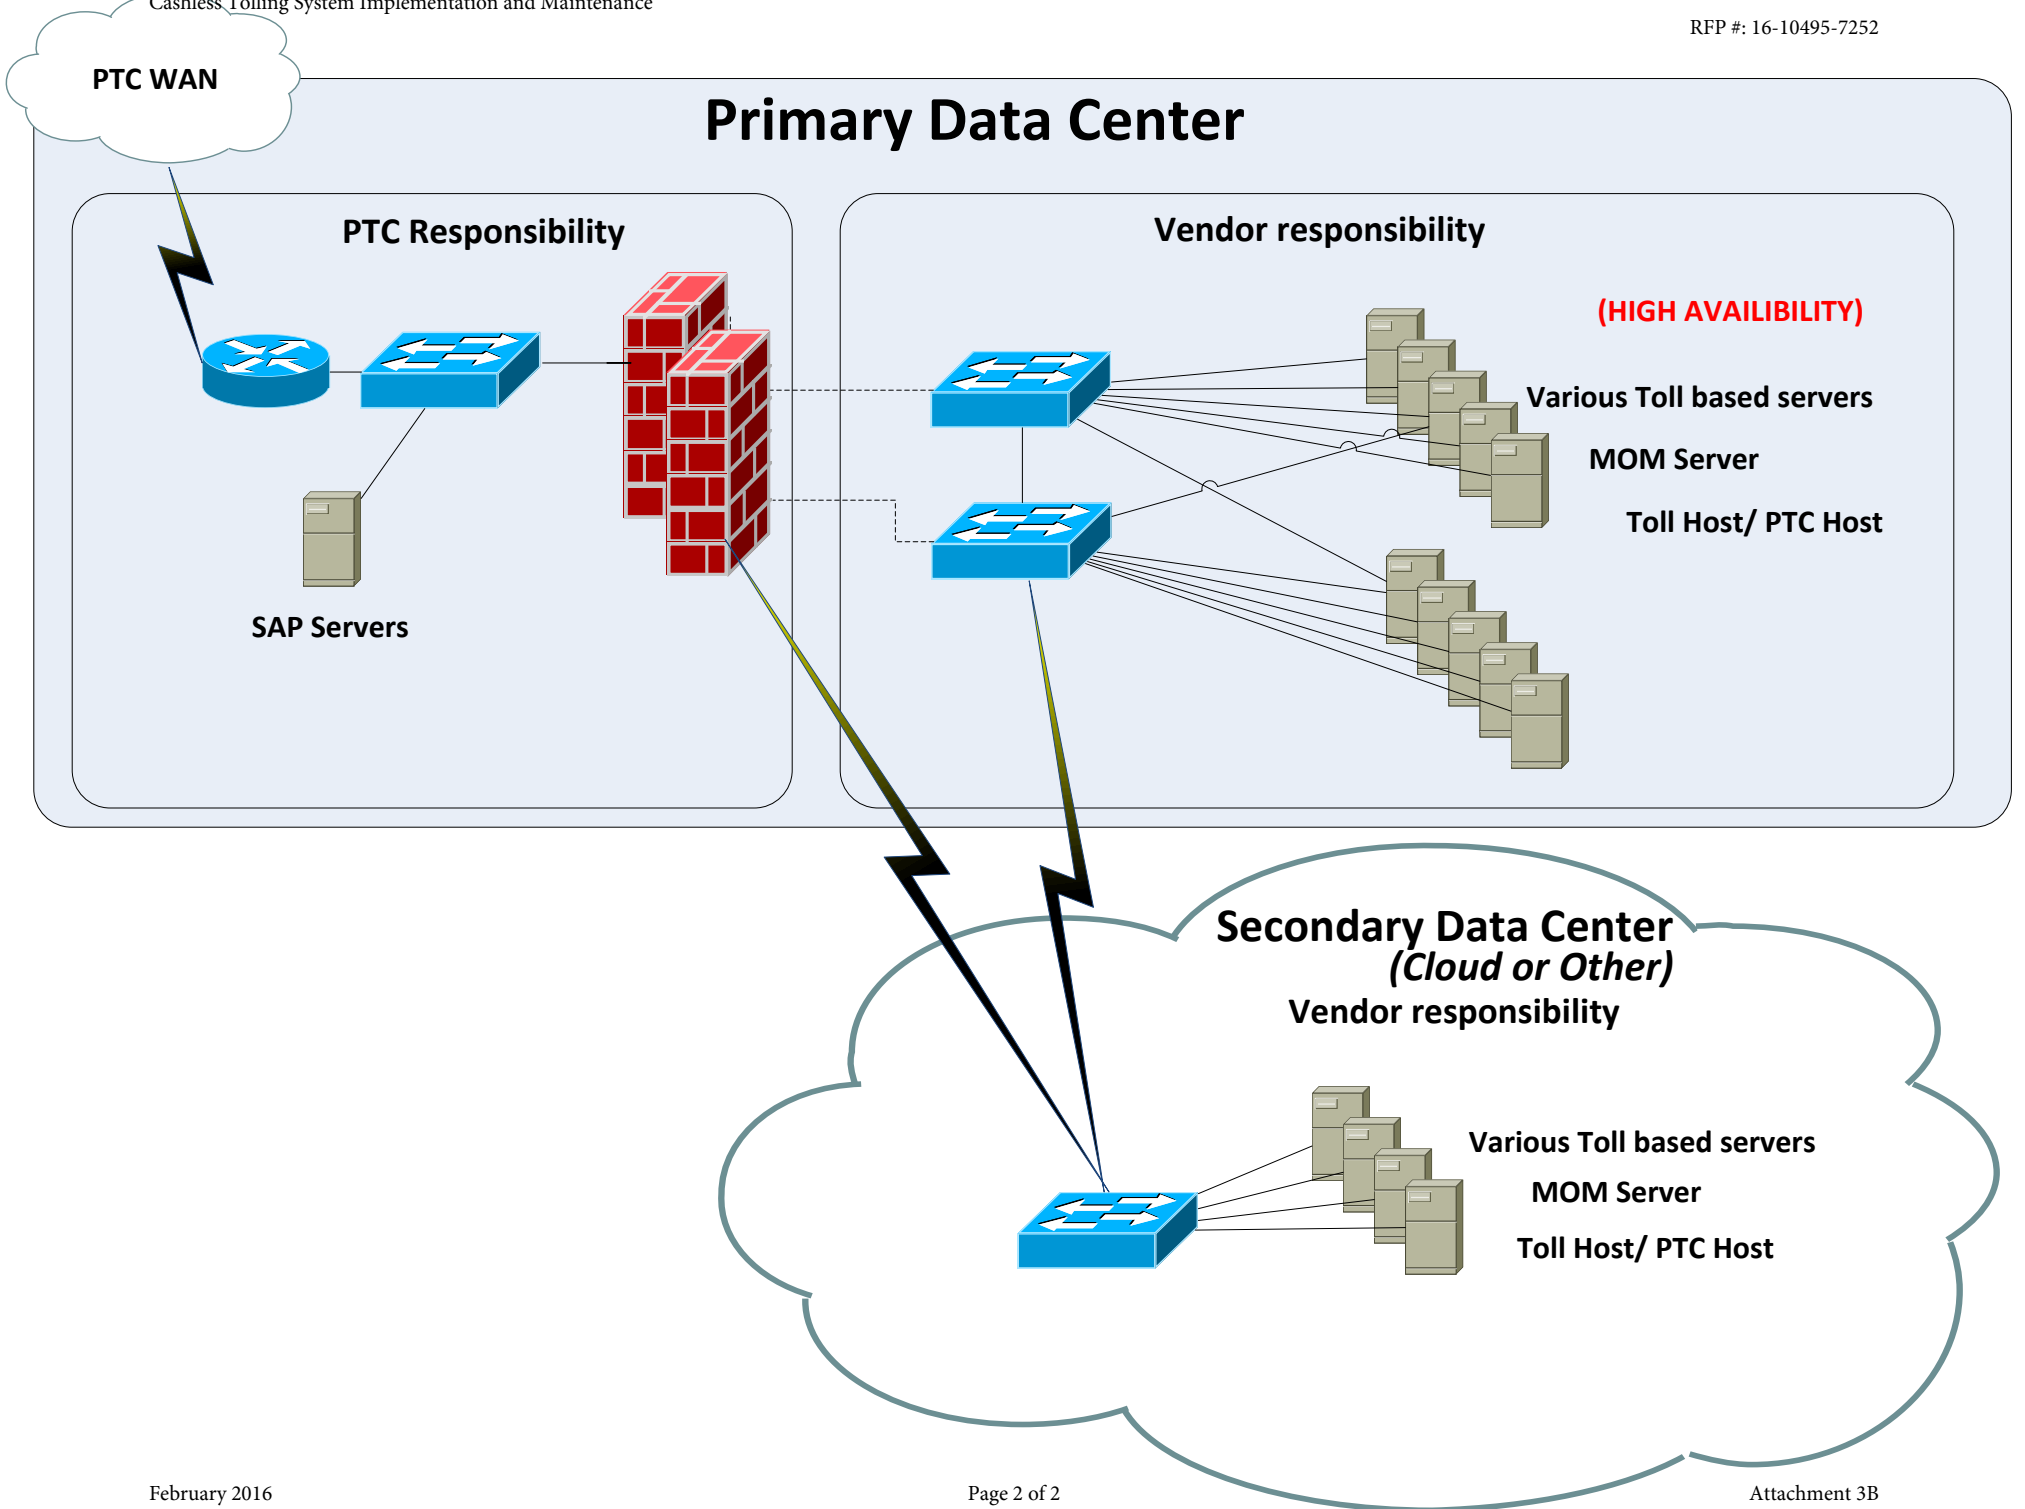 Cashless Tolling System Implementation and Maintenance
RFP #: 16-10495-7252
PTC WAN
Primary Data Center
PTC Responsibility
Vendor responsibility
(HIGH AVAILIBILITY)
Various Toll based servers
MOM Server
Toll Host/ PTC Host
SAP Servers
Secondary Data Center
(Cloud or Other)
Vendor responsibility
Various Toll based servers
MOM Server
Toll Host/ PTC Host
February 2016
Page 2 of 2
Attachment 3B